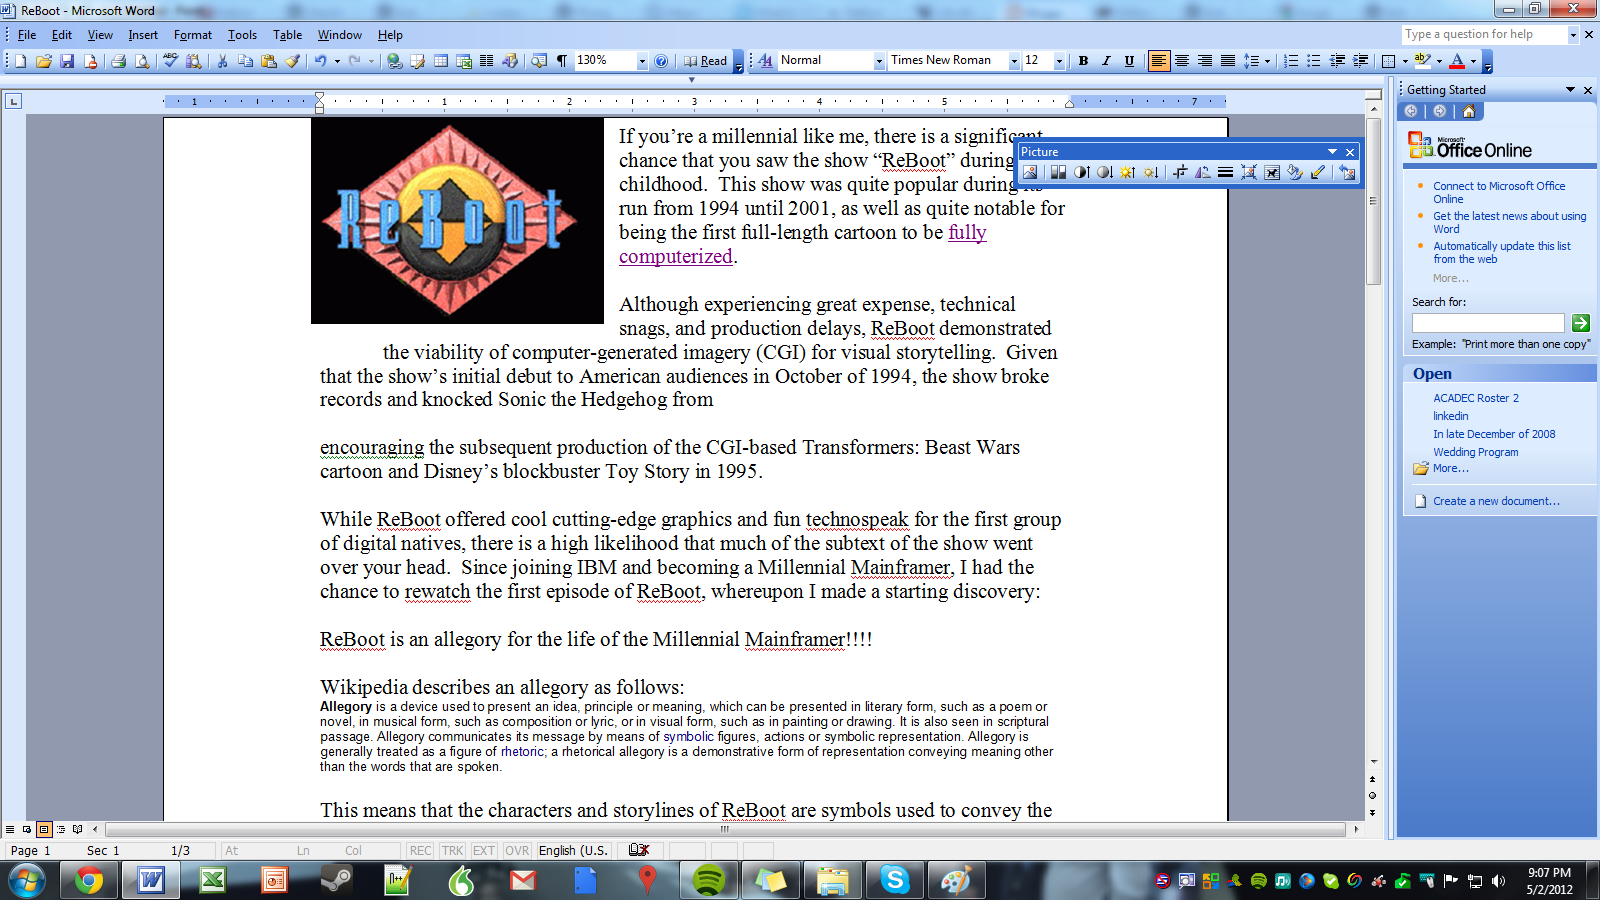 ReBoot - Microsoft Word
File Edit View Insert Format Tools Table Window Help
Type a question for help
130% Read Normal Times New Roman 12 B I U
1 1 2 3 4 5 7
ReBoot
If you're a millennial like me, there is a significant
chance that you saw the show “ReBoot” during
childhood. This show was quite popular during its
run from 1994 until 2001, as well as quite notable for
being the first full-length cartoon to be fully
computerized.
Although experiencing great expense, technical
snags, and production delays, ReBoot demonstrated
the viability of computer-generated imagery (CGI) for visual storytelling. Given
that the show's initial debut to American audiences in October of 1994, the show broke
records and knocked Sonic the Hedgehog from
encouraging the subsequent production of the CGI-based Transformers: Beast Wars
cartoon and Disney's blockbuster Toy Story in 1995.
While ReBoot offered cool cutting-edge graphics and fun technospeak for the first group
of digital natives, there is a high likelihood that much of the subtext of the show went
over your head. Since joining IBM and becoming a Millennial Mainframer, I had the
chance to rewatch the first episode of ReBoot, whereupon I made a starting discovery:
ReBoot is an allegory for the life of the Millennial Mainframer!!!!
Wikipedia describes an allegory as follows:
Allegory is a device used to present an idea, principle or meaning, which can be presented in literary form, such as a poem or
novel, in musical form, such as composition or lyric, or in visual form, such as in painting or drawing. It is also seen in scriptural
passage. Allegory communicates its message by means of symbolic figures, actions or symbolic representation. Allegory is
generally treated as a figure of rhetoric; a rhetorical allegory is a demonstrative form of representation conveying meaning other
than the words that are spoken.
This means that the characters and storylines of ReBoot are symbols used to convey the
Picture
Getting Started
Microsoft
Office Online
Connect to Microsoft Office
Online
Get the latest news about using
Word
Automatically update this list
from the web
More...
Search for:
Example: "Print more than one copy"
Open
ACADEC Roster 2
linkedin
In late December of 2008
Wedding Program
More...
Create a new document...
Page 1 Sec 1 1/3 At Ln Col REC TRK EXT OVR English (U.S.
9:07 PM
5/2/2012